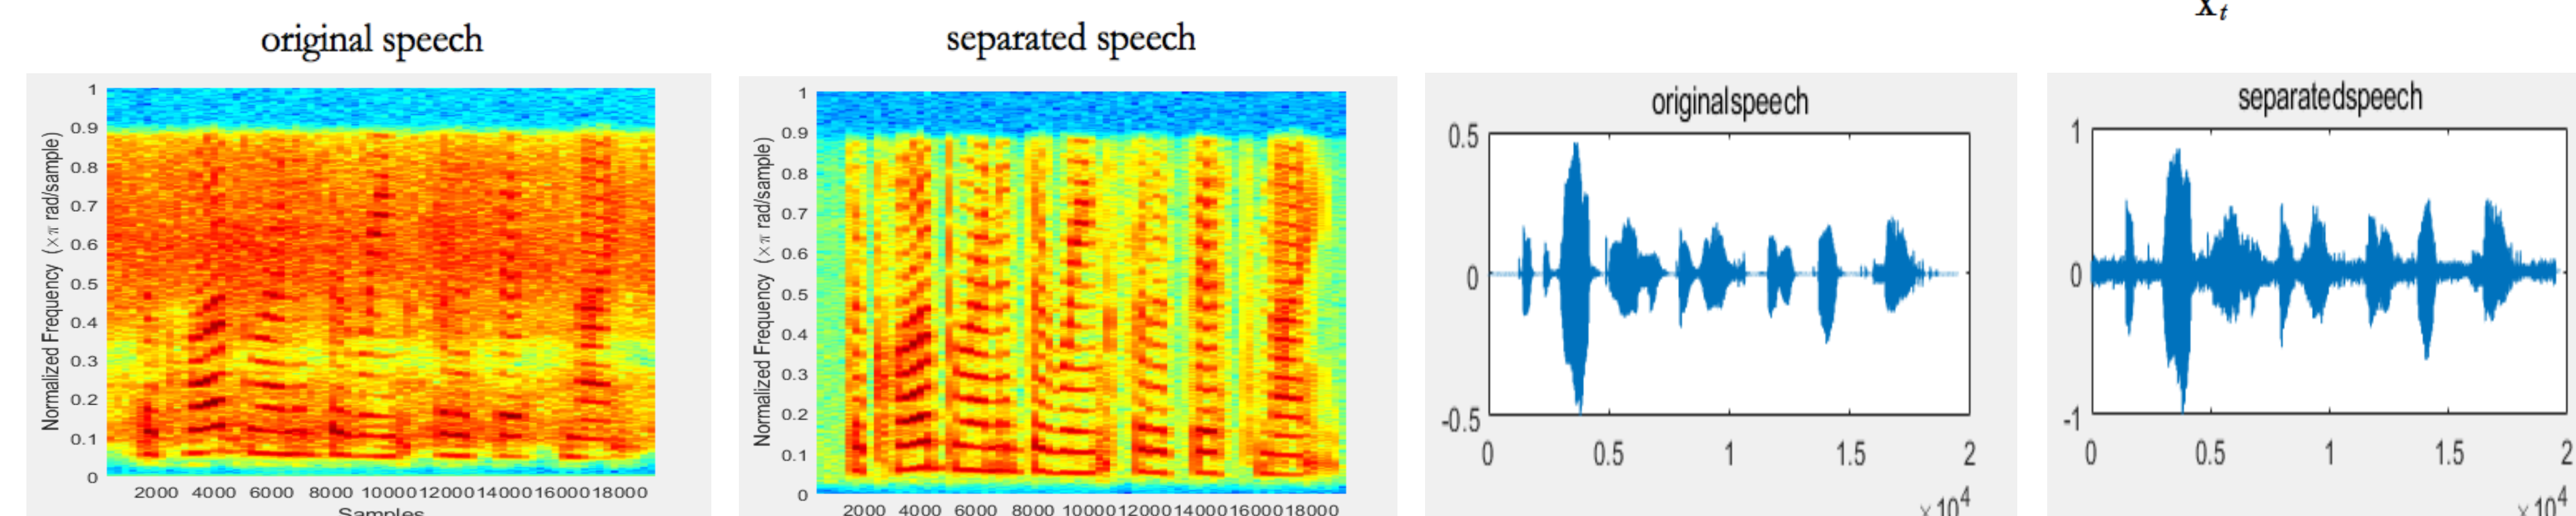 x_t
original speech
separated speech
originalspeech
separatedspeech
Normalized Frequency (×π rad/sample)
1
0.9
0.8
0.7
0.6
0.5
0.4
0.3
0.2
0.1
0
2000 4000 6000 8000 10000 12000 14000 16000 18000
Samples
Normalized Frequency (×π rad/sample)
1
0.9
0.8
0.7
0.6
0.5
0.4
0.3
0.2
0.1
0
2000 4000 6000 8000 10000 12000 14000 16000 18000
0.5
0
-0.5
0 0.5 1 1.5 2
×10^4
1
0
-1
0 0.5 1 1.5 2
×10^4